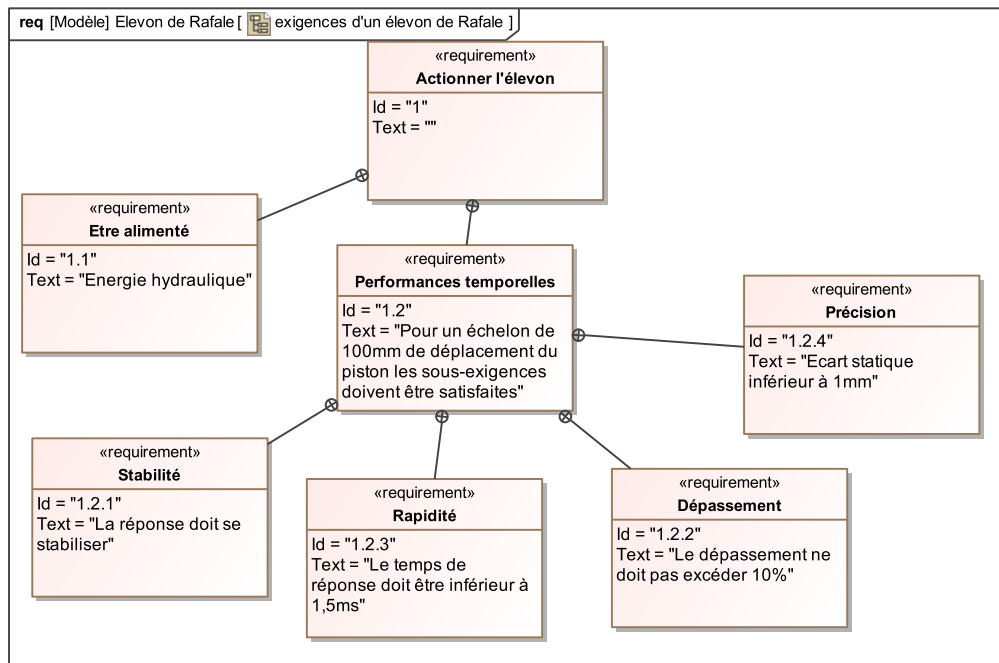 req [Modèle] Elevon de Rafale [ exigences d'un élevon de Rafale ]
«requirement»
Actionner l'élevon
Id = "1"
Text = ""
«requirement»
Etre alimenté
Id = "1.1"
Text = "Energie hydraulique"
«requirement»
Performances temporelles
Id = "1.2"
Text = "Pour un échelon de
100mm de déplacement du
piston les sous-exigences
doivent être satisfaites"
«requirement»
Précision
Id = "1.2.4"
Text = "Ecart statique
inférieur à 1mm"
«requirement»
Stabilité
Id = "1.2.1"
Text = "La réponse doit se
stabiliser"
«requirement»
Rapidité
Id = "1.2.3"
Text = "Le temps de
réponse doit être inférieur à
1,5ms"
«requirement»
Dépassement
Id = "1.2.2"
Text = "Le dépassement ne
doit pas excéder 10%"